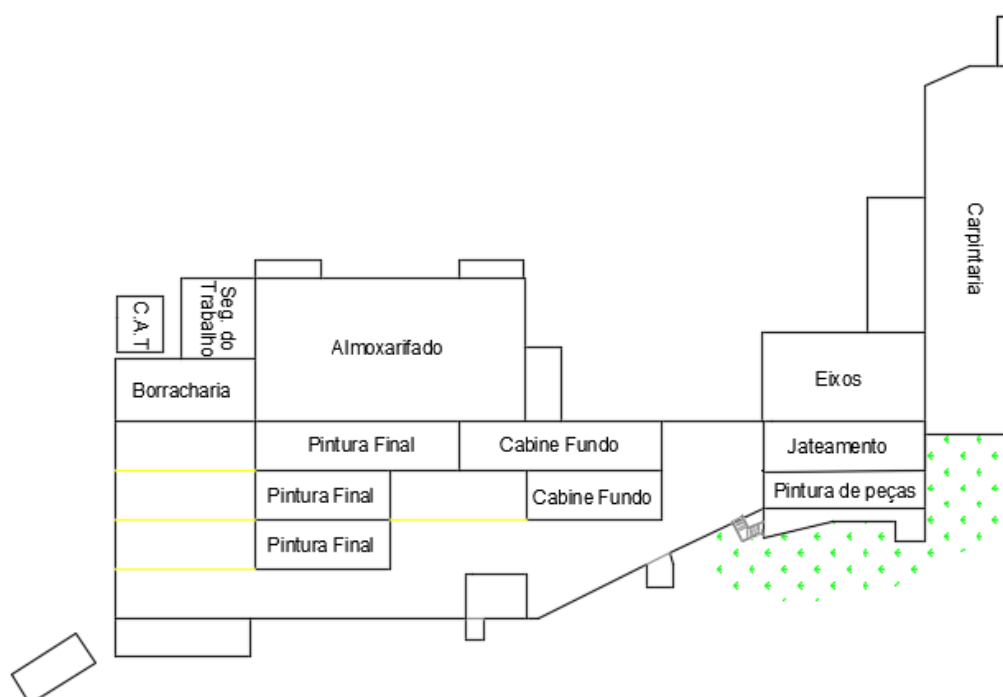 Carpintaria
Seg. do
Trabalho
C.A.T
Almoxarifado
Borracharia
Eixos
Pintura Final
Cabine Fundo
Jateamento
Pintura Final
Cabine Fundo
Pintura de peças
Pintura Final